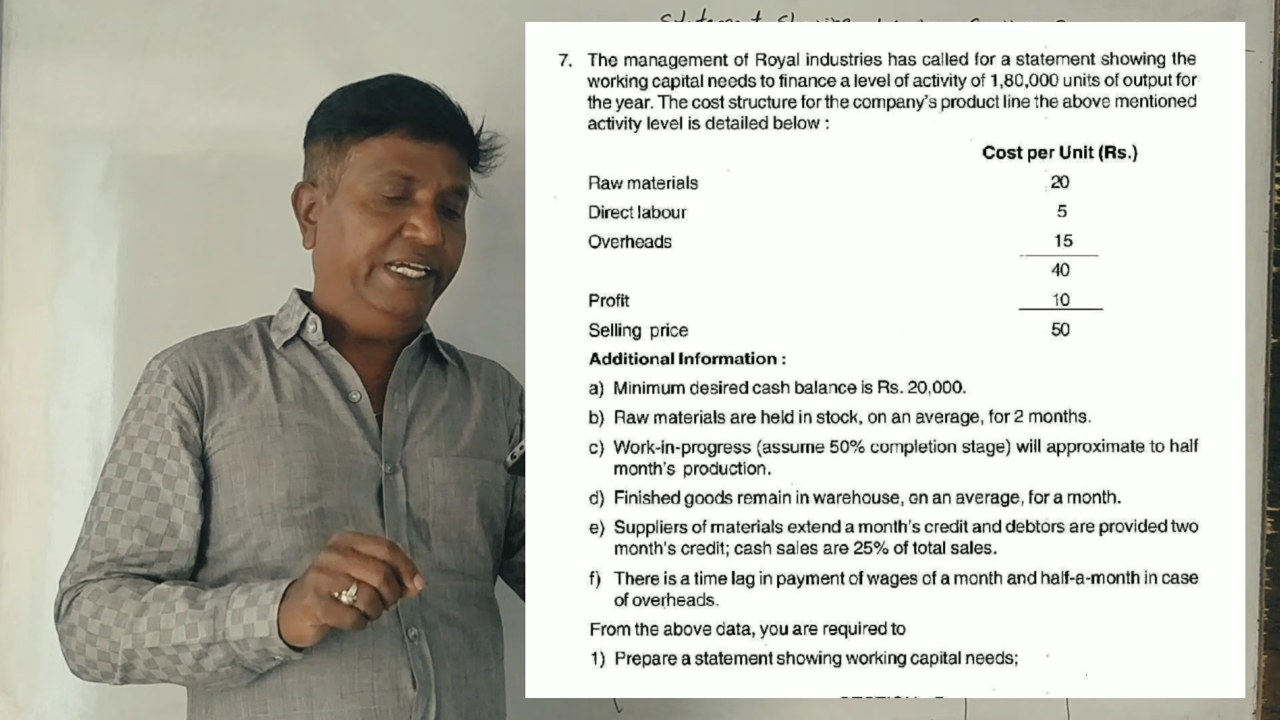 7. The management of Royal industries has called for a statement showing the
working capital needs to finance a level of activity of 1,80,000 units of output for
the year. The cost structure for the company's product line the above mentioned
activity level is detailed below :
Cost per Unit (Rs.)
Raw materials 20
Direct labour 5
Overheads 15
40
Profit 10
Selling price 50
Additional Information :
a) Minimum desired cash balance is Rs. 20,000.
b) Raw materials are held in stock, on an average, for 2 months.
c) Work-in-progress (assume 50% completion stage) will approximate to half
month's production.
d) Finished goods remain in warehouse, on an average, for a month.
e) Suppliers of materials extend a month's credit and debtors are provided two
month's credit; cash sales are 25% of total sales.
f) There is a time lag in payment of wages of a month and half-a-month in case
of overheads.
From the above data, you are required to
1) Prepare a statement showing working capital needs;